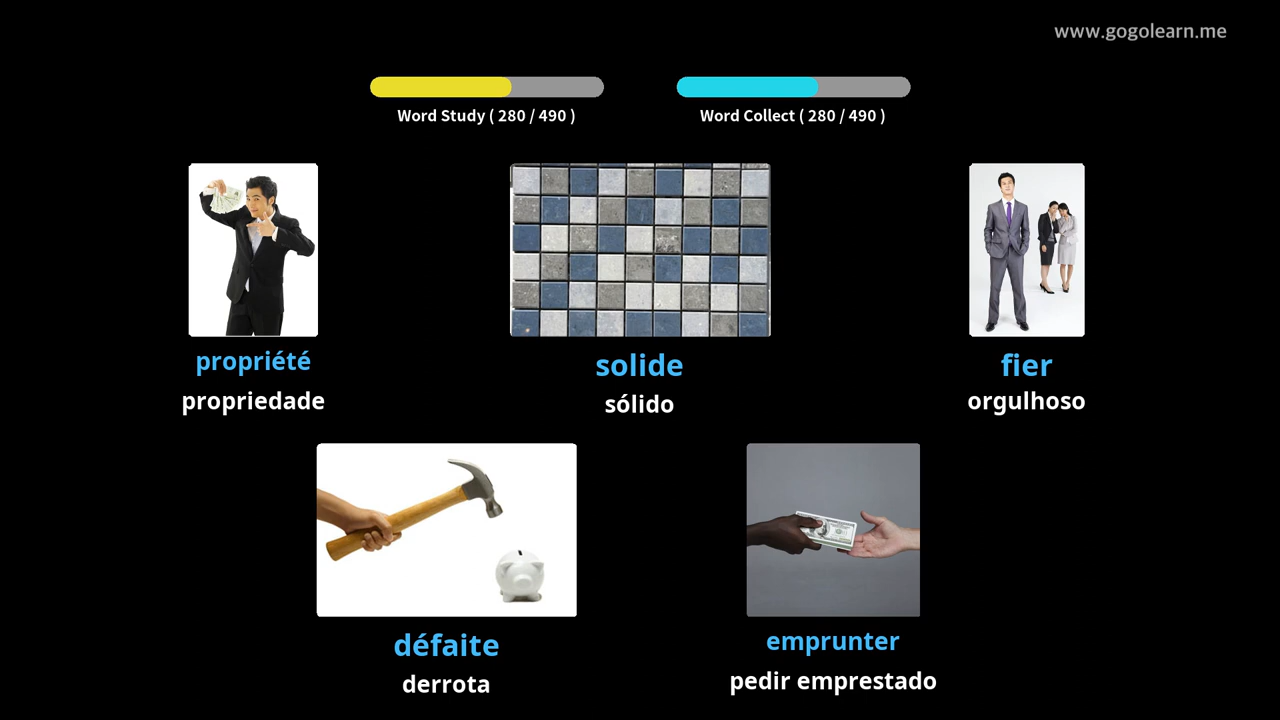 www.gogolearn.me
Word Study ( 280 / 490 )
Word Collect ( 280 / 490 )
propriété
propriedade
solide
sólido
fier
orgulhoso
défaite
derrota
emprunter
pedir emprestado